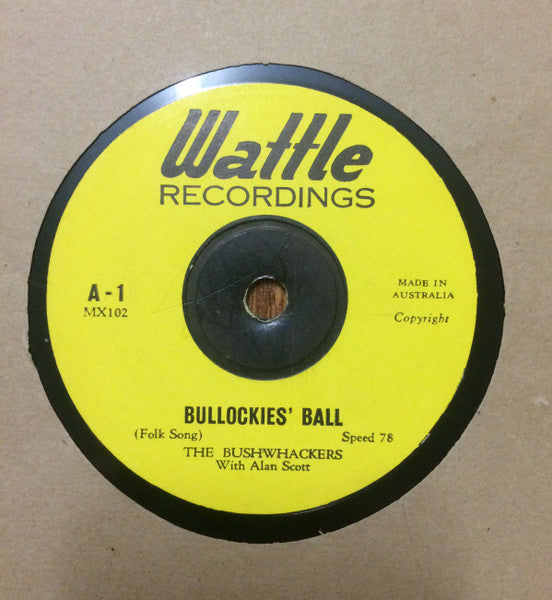 Wattle
RECORDINGS
A-1
MX102
MADE IN
AUSTRALIA
Copyright
BULLOCKIES' BALL
(Folk Song) Speed 78
THE BUSHWHACKERS
With Alan Scott